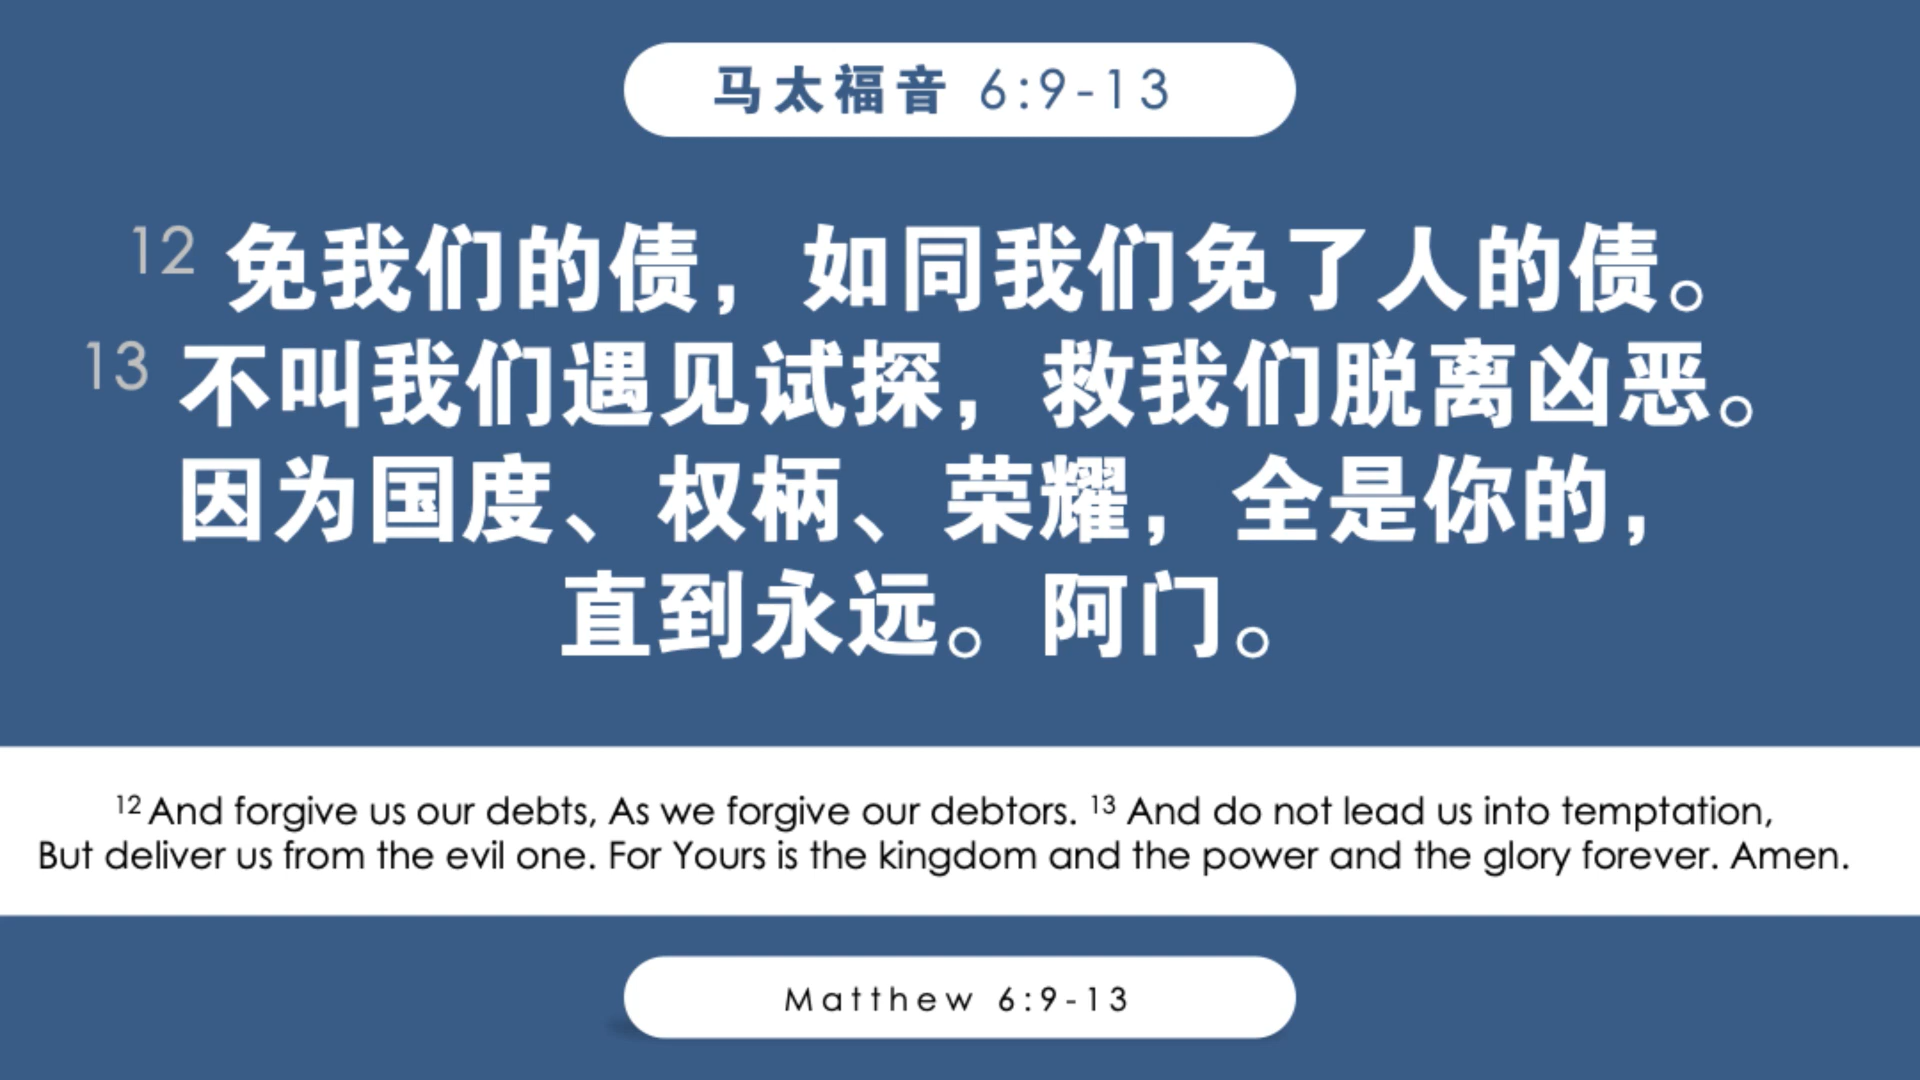 马太福音 6:9-13
12 免我们的债，如同我们免了人的债。
13 不叫我们遇见试探，救我们脱离凶恶。
因为国度、权柄、荣耀，全是你的，
直到永远。阿门。
12 And forgive us our debts, As we forgive our debtors. 13 And do not lead us into temptation,
But deliver us from the evil one. For Yours is the kingdom and the power and the glory forever. Amen.
Matthew 6:9-13